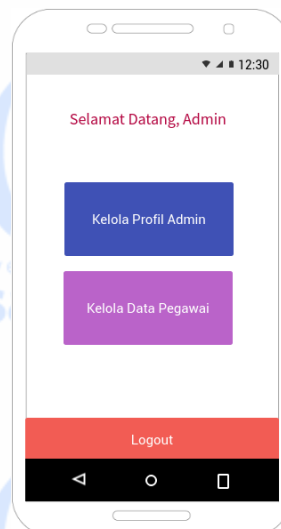 12:30
Selamat Datang, Admin
Kelola Profil Admin
Kelola Data Pegawai
Logout